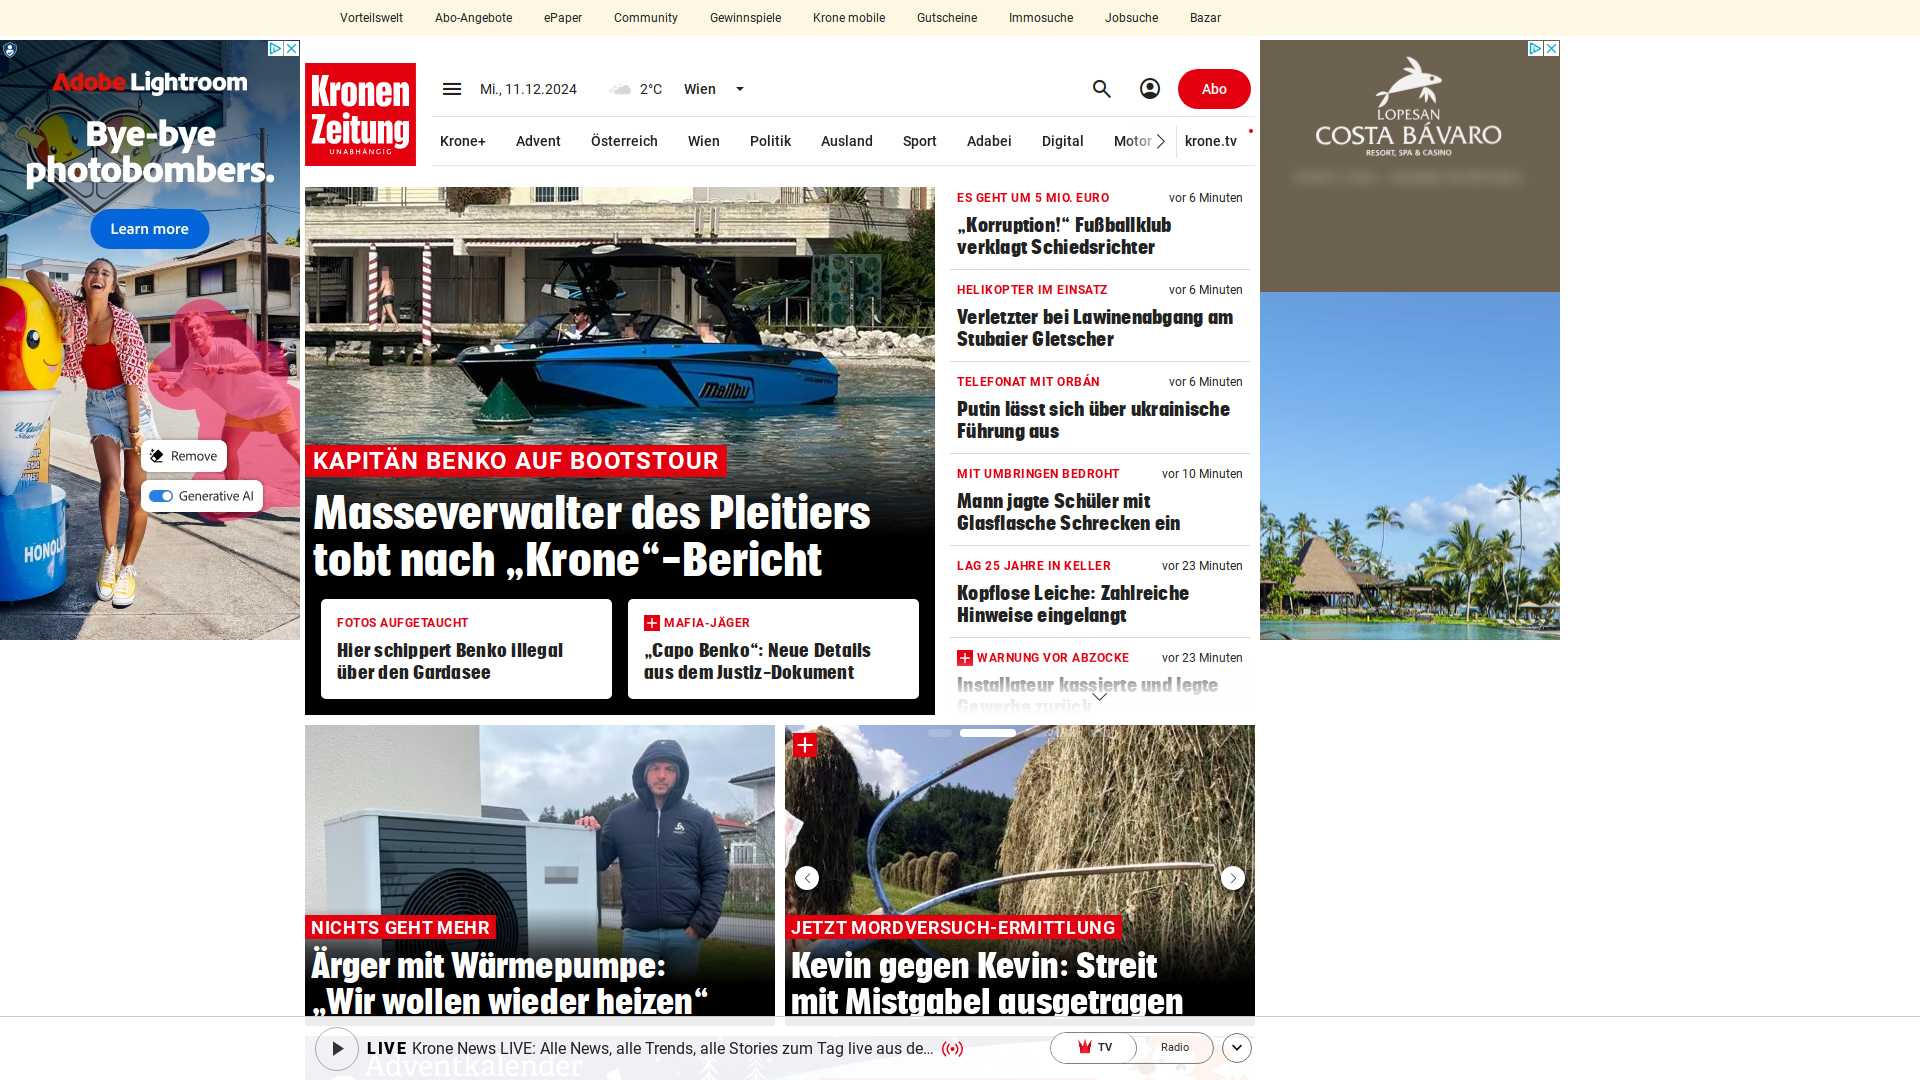 Vorteilswelt Abo-Angebote ePaper Community Gewinnspiele Krone mobile Gutscheine Immosuche Jobsuche Bazar
Adobe Lightroom
Bye-bye
photobombers.
Learn more
Remove
Generative AI
HONOL
Kronen
Zeitung
UNABHÄNGIG
Mi., 11.12.2024 2°C Wien
Abo
Krone+ Advent Österreich Wien Politik Ausland Sport Adabei Digital Motor krone.tv
Malibu
KAPITÄN BENKO AUF BOOTSTOUR
Masseverwalter des Pleitiers
tobt nach „Krone“-Bericht
FOTOS AUFGETAUCHT
Hier schippert Benko illegal
über den Gardasee
MAFIA-JÄGER
„Capo Benko“: Neue Details
aus dem Justiz-Dokument
ES GEHT UM 5 MIO. EURO vor 6 Minuten
„Korruption!“ Fußballklub
verklagt Schiedsrichter
HELIKOPTER IM EINSATZ vor 6 Minuten
Verletzter bei Lawinenabgang am
Stubaier Gletscher
TELEFONAT MIT ORBÁN vor 6 Minuten
Putin lässt sich über ukrainische
Führung aus
MIT UMBRINGEN BEDROHT vor 10 Minuten
Mann jagte Schüler mit
Glasflasche Schrecken ein
LAG 25 JAHRE IN KELLER vor 23 Minuten
Kopflose Leiche: Zahlreiche
Hinweise eingelangt
WARNUNG VOR ABZOCKE vor 23 Minuten
Installateur kassierte und legte
Gewerbe zurück
LOPESAN
COSTA BÁVARO
RESORT, SPA & CASINO
NICHTS GEHT MEHR
Ärger mit Wärmepumpe:
„Wir wollen wieder heizen“
JETZT MORDVERSUCH-ERMITTLUNG
Kevin gegen Kevin: Streit
mit Mistgabel ausgetragen
LIVE Krone News LIVE: Alle News, alle Trends, alle Stories zum Tag live aus de...
TV Radio
Adventkalender